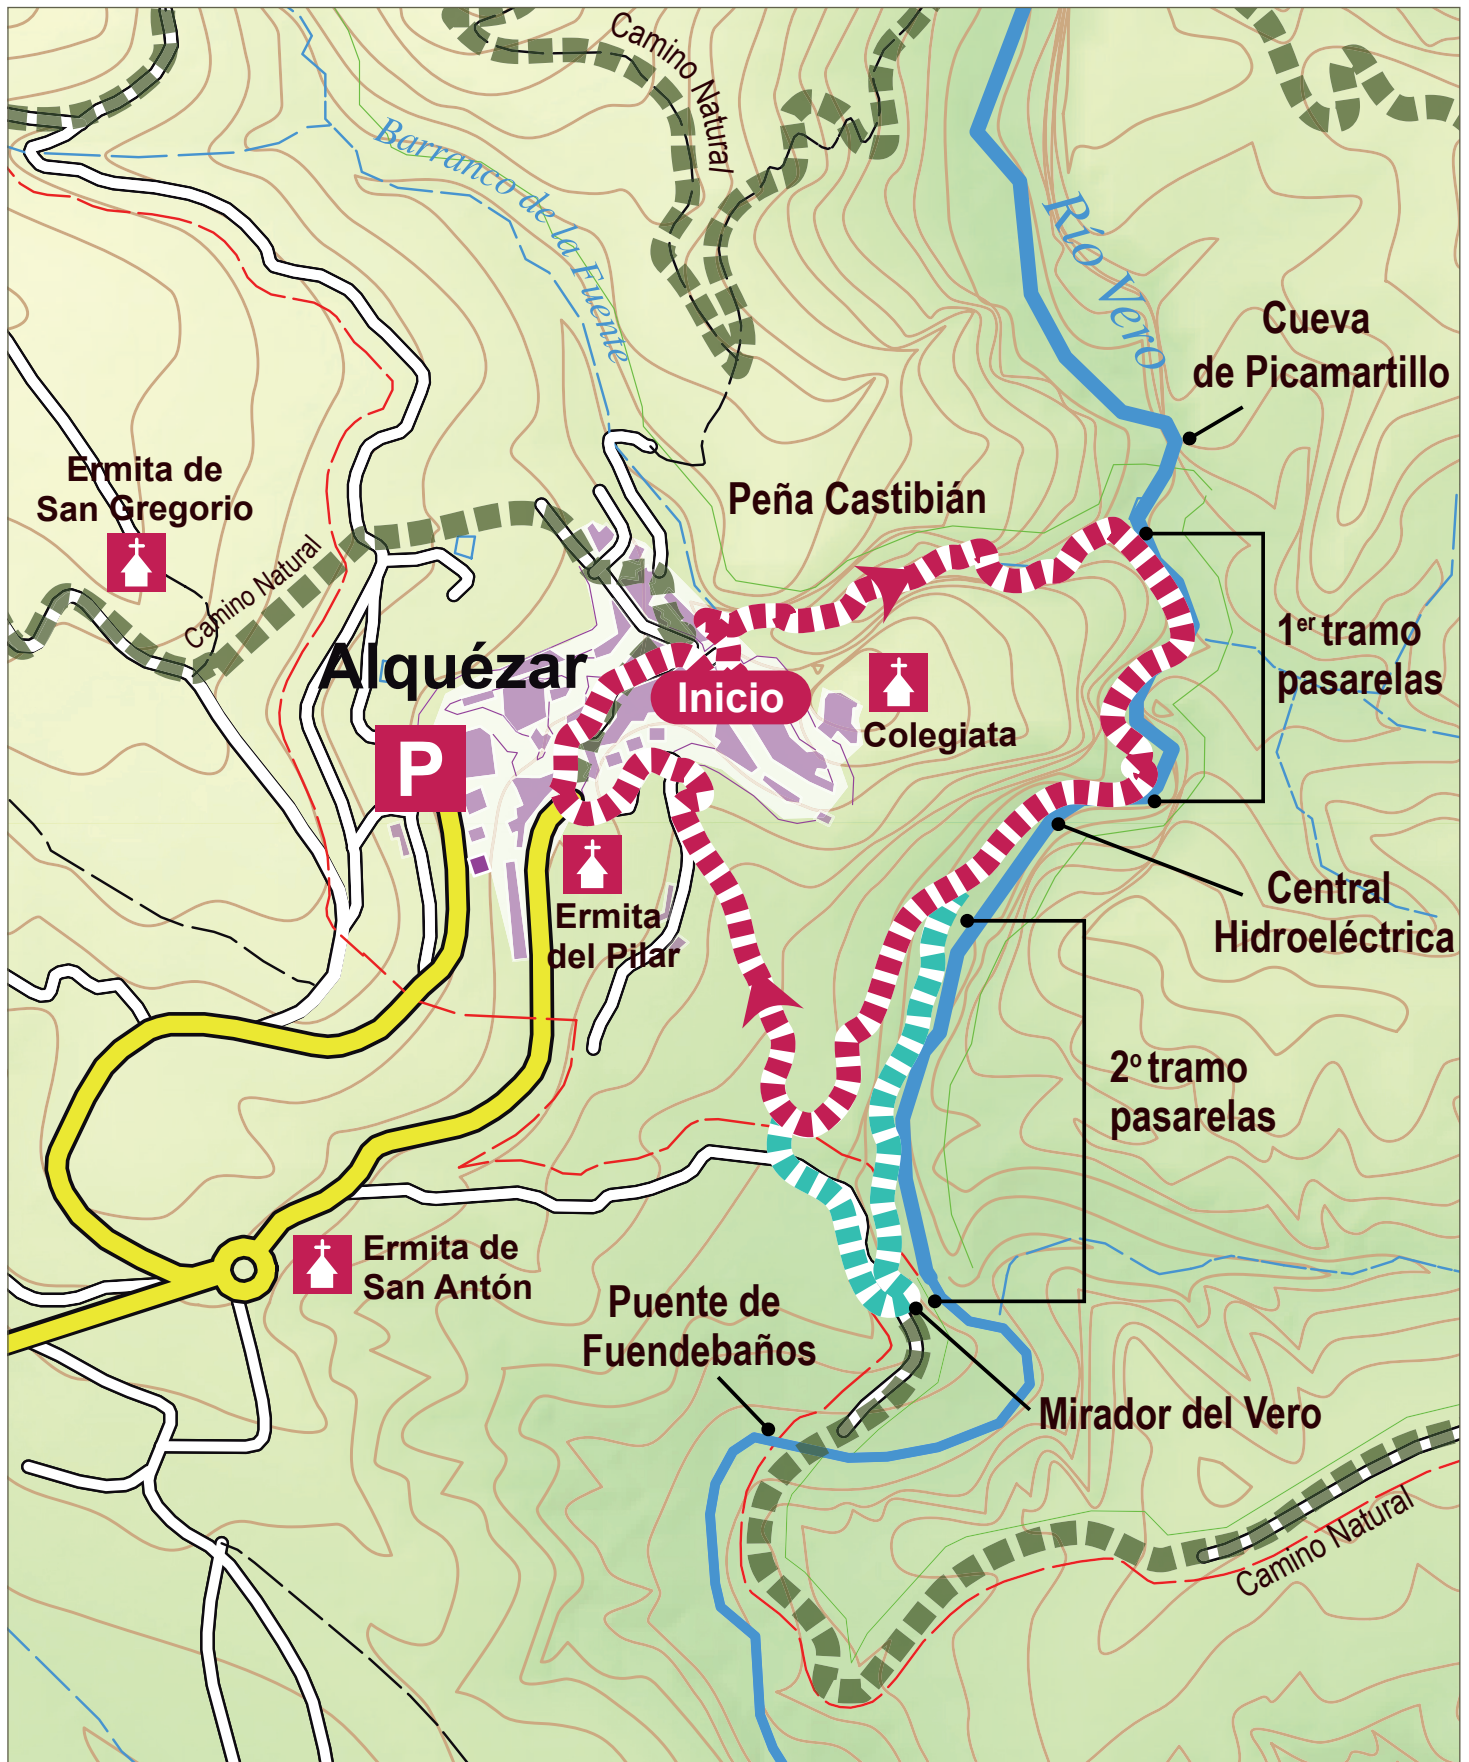 Camino Natural
Barranco de la Fuente
Río Vero
Cueva
de Picamartillo
Ermita de
San Gregorio
Peña Castibián
Camino Natural
1er tramo
pasarelas
Alquézar
Inicio
Colegiata
P
Central
Hidroeléctrica
Ermita
del Pilar
2º tramo
pasarelas
Ermita de
San Antón
Puente de
Fuendebaños
Mirador del Vero
Camino Natural